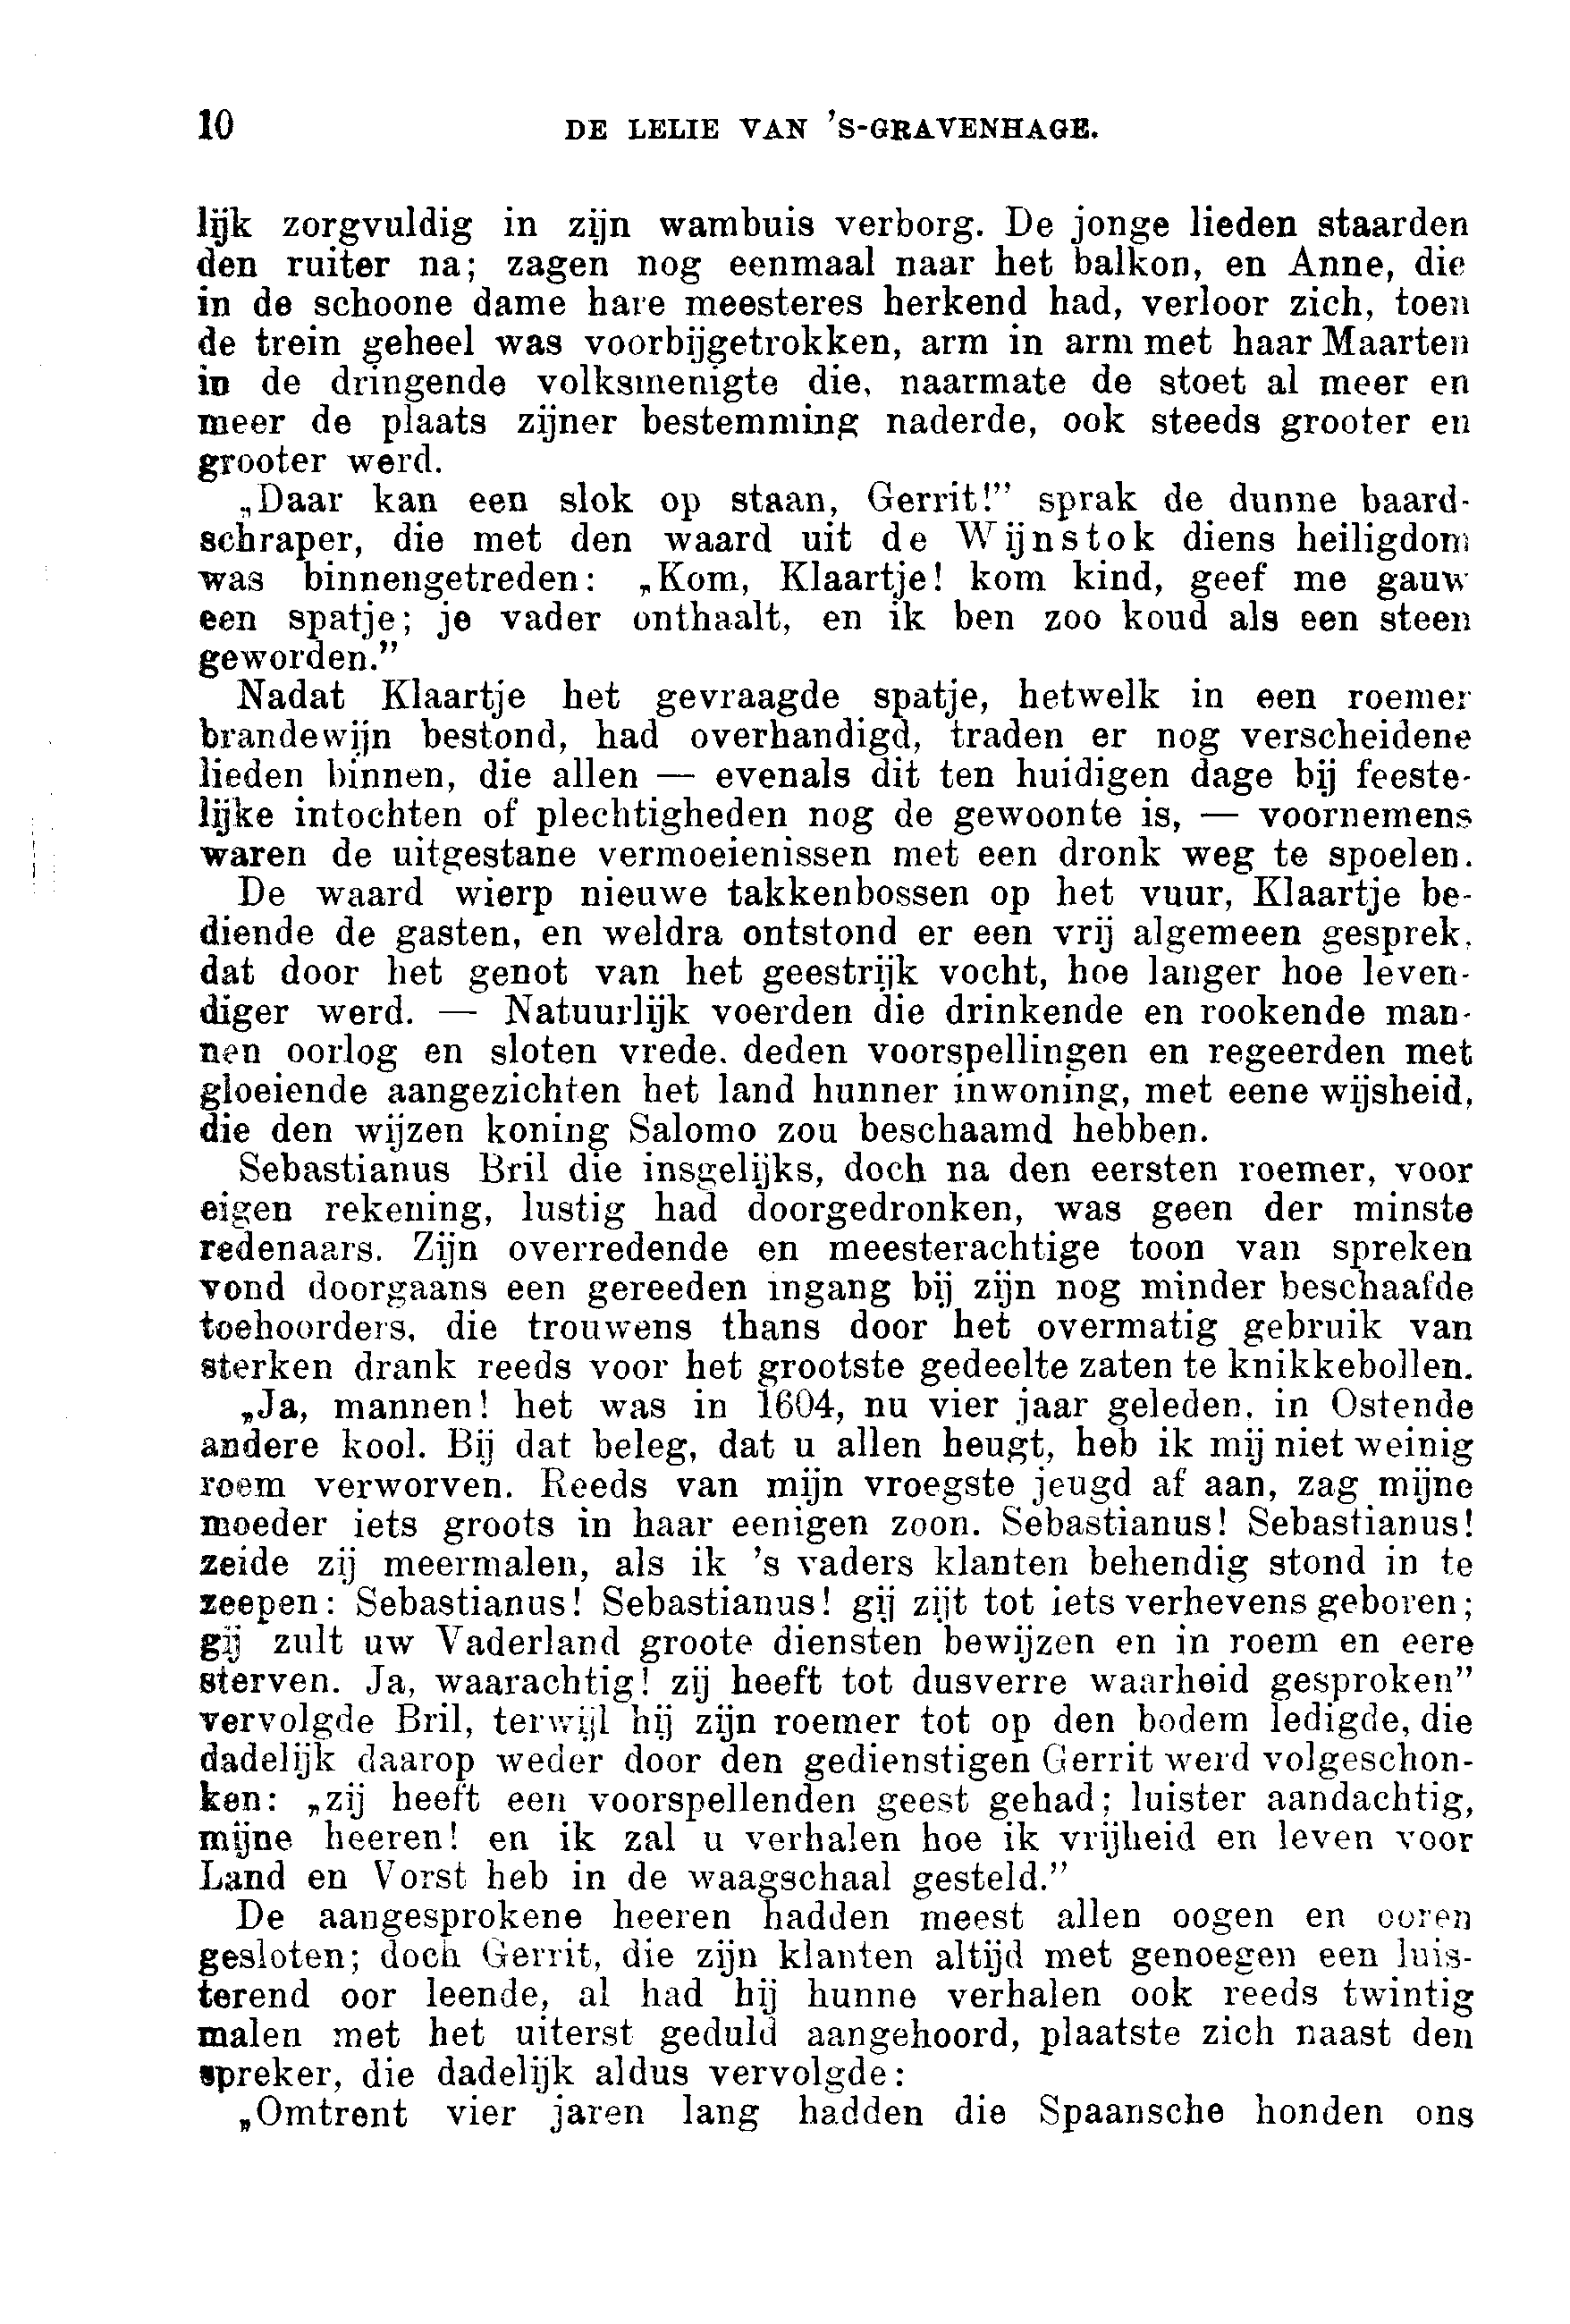 10 DE LELIE VAN 'S-GRAVENHAGE.
lijk zorgvuldig in zijn wambuis verborg. De jonge lieden staarden
den ruiter na; zagen nog eenmaal naar het balkon, en Anne, die
in de schoone dame hare meesteres herkend had, verloor zich, toen
de trein geheel was voorbijgetrokken, arm in arm met haar Maarten
in de dringende volksmenigte die, naarmate de stoet al meer en
meer de plaats zijner bestemming naderde, ook steeds grooter en
grooter werd.
„Daar kan een slok op staan, Gerrit!” sprak de dunne baard-
schraper, die met den waard uit de Wijnstok diens heiligdom
was binnengetreden: „Kom, Klaartje! kom kind, geef me gauw
een spatje; je vader onthaalt, en ik ben zoo koud als een steen
geworden.”
Nadat Klaartje het gevraagde spatje, hetwelk in een roemer
brandewijn bestond, had overhandigd, traden er nog verscheidene
lieden binnen, die allen — evenals dit ten huidigen dage bij feeste-
lijke intochten of plechtigheden nog de gewoonte is, — voornemens
waren de uitgestane vermoeienissen met een dronk weg te spoelen.
De waard wierp nieuwe takkenbossen op het vuur, Klaartje be-
diende de gasten, en weldra ontstond er een vrij algemeen gesprek,
dat door het genot van het geestrijk vocht, hoe langer hoe leven-
diger werd. — Natuurlijk voerden die drinkende en rookende man-
nen oorlog en sloten vrede. deden voorspellingen en regeerden met
gloeiende aangezichten het land hunner inwoning, met eene wijsheid,
die den wijzen koning Salomo zou beschaamd hebben.
Sebastianus Bril die insgelijks, doch na den eersten roemer, voor
eigen rekening, lustig had doorgedronken, was geen der minste
redenaars. Zijn overredende en meesterachtige toon van spreken
vond doorgaans een gereeden ingang bij zijn nog minder beschaafde
toehoorders, die trouwens thans door het overmatig gebruik van
sterken drank reeds voor het grootste gedeelte zaten te knikkebollen.
„Ja, mannen! het was in 1604, nu vier jaar geleden, in Ostende
andere kool. Bij dat beleg, dat u allen heugt, heb ik mij niet weinig
roem verworven. Reeds van mijn vroegste jeugd af aan, zag mijne
moeder iets groots in haar eenigen zoon. Sebastianus! Sebastianus!
zeide zij meermalen, als ik 's vaders klanten behendig stond in te
zeepen: Sebastianus! Sebastianus! gij zijt tot iets verhevens geboren;
gij zult uw Vaderland groote diensten bewijzen en in roem en eere
sterven. Ja, waarachtig! zij heeft tot dusverre waarheid gesproken”
vervolgde Bril, terwijl hij zijn roemer tot op den bodem ledigde, die
dadelijk daarop weder door den gedienstigen Gerrit werd volgeschon-
ken: „zij heeft een voorspellenden geest gehad; luister aandachtig,
mijne heeren! en ik zal u verhalen hoe ik vrijheid en leven voor
Land en Vorst heb in de waagschaal gesteld.”
De aangesprokene heeren hadden meest allen oogen en ooren
gesloten; doch Gerrit, die zijn klanten altijd met genoegen een luis-
terend oor leende, al had hij hunne verhalen ook reeds twintig
malen met het uiterst geduld aangehoord, plaatste zich naast den
spreker, die dadelijk aldus vervolgde:
„Omtrent vier jaren lang hadden die Spaansche honden ons